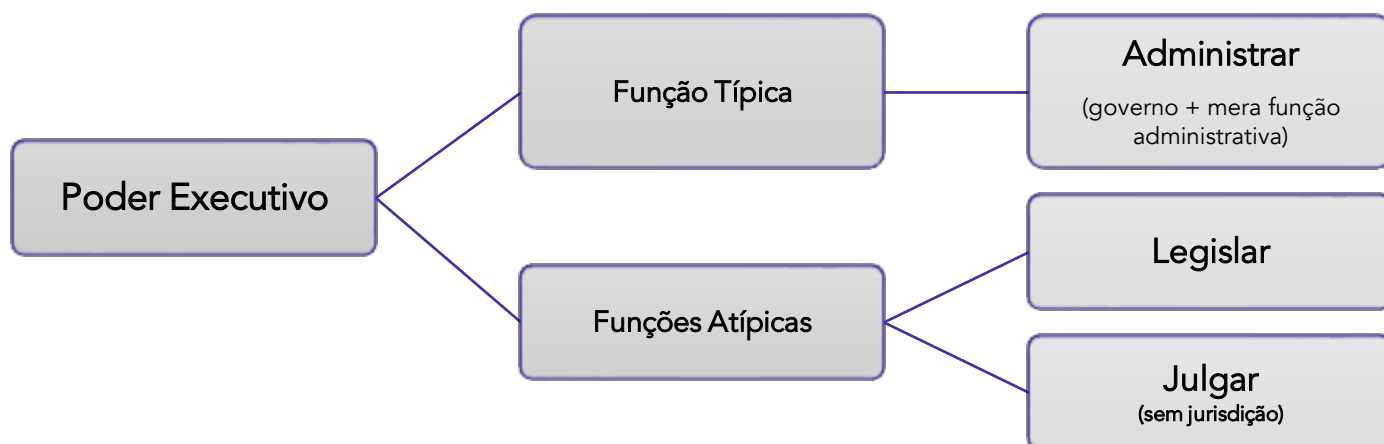 Poder Executivo
Função Típica
Administrar
(governo + mera função
administrativa)
Funções Atípicas
Legislar
Julgar
(sem jurisdição)